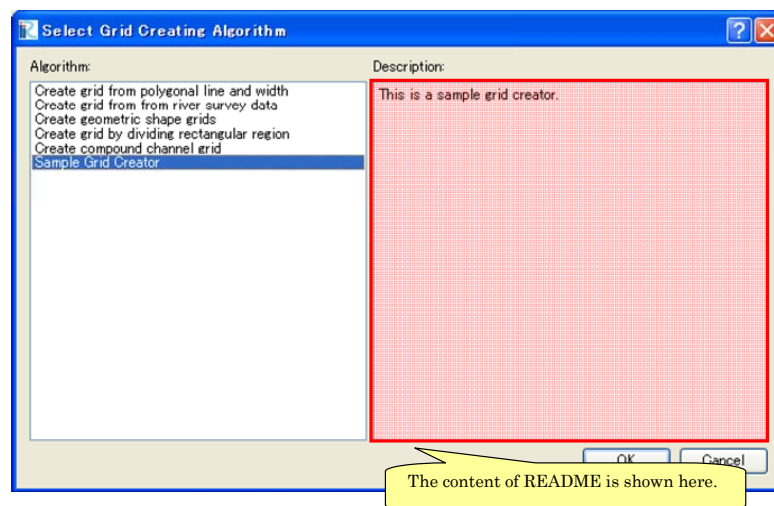 Select Grid Creating Algorithm
Algorithm:
Description:
Create grid from polygonal line and width
Create grid from from river survey data
Create geometric shape grids
Create grid by dividing rectangular region
Create compound channel grid
Sample Grid Creator
This is a sample grid creator.
OK
Cancel
The content of README is shown here.